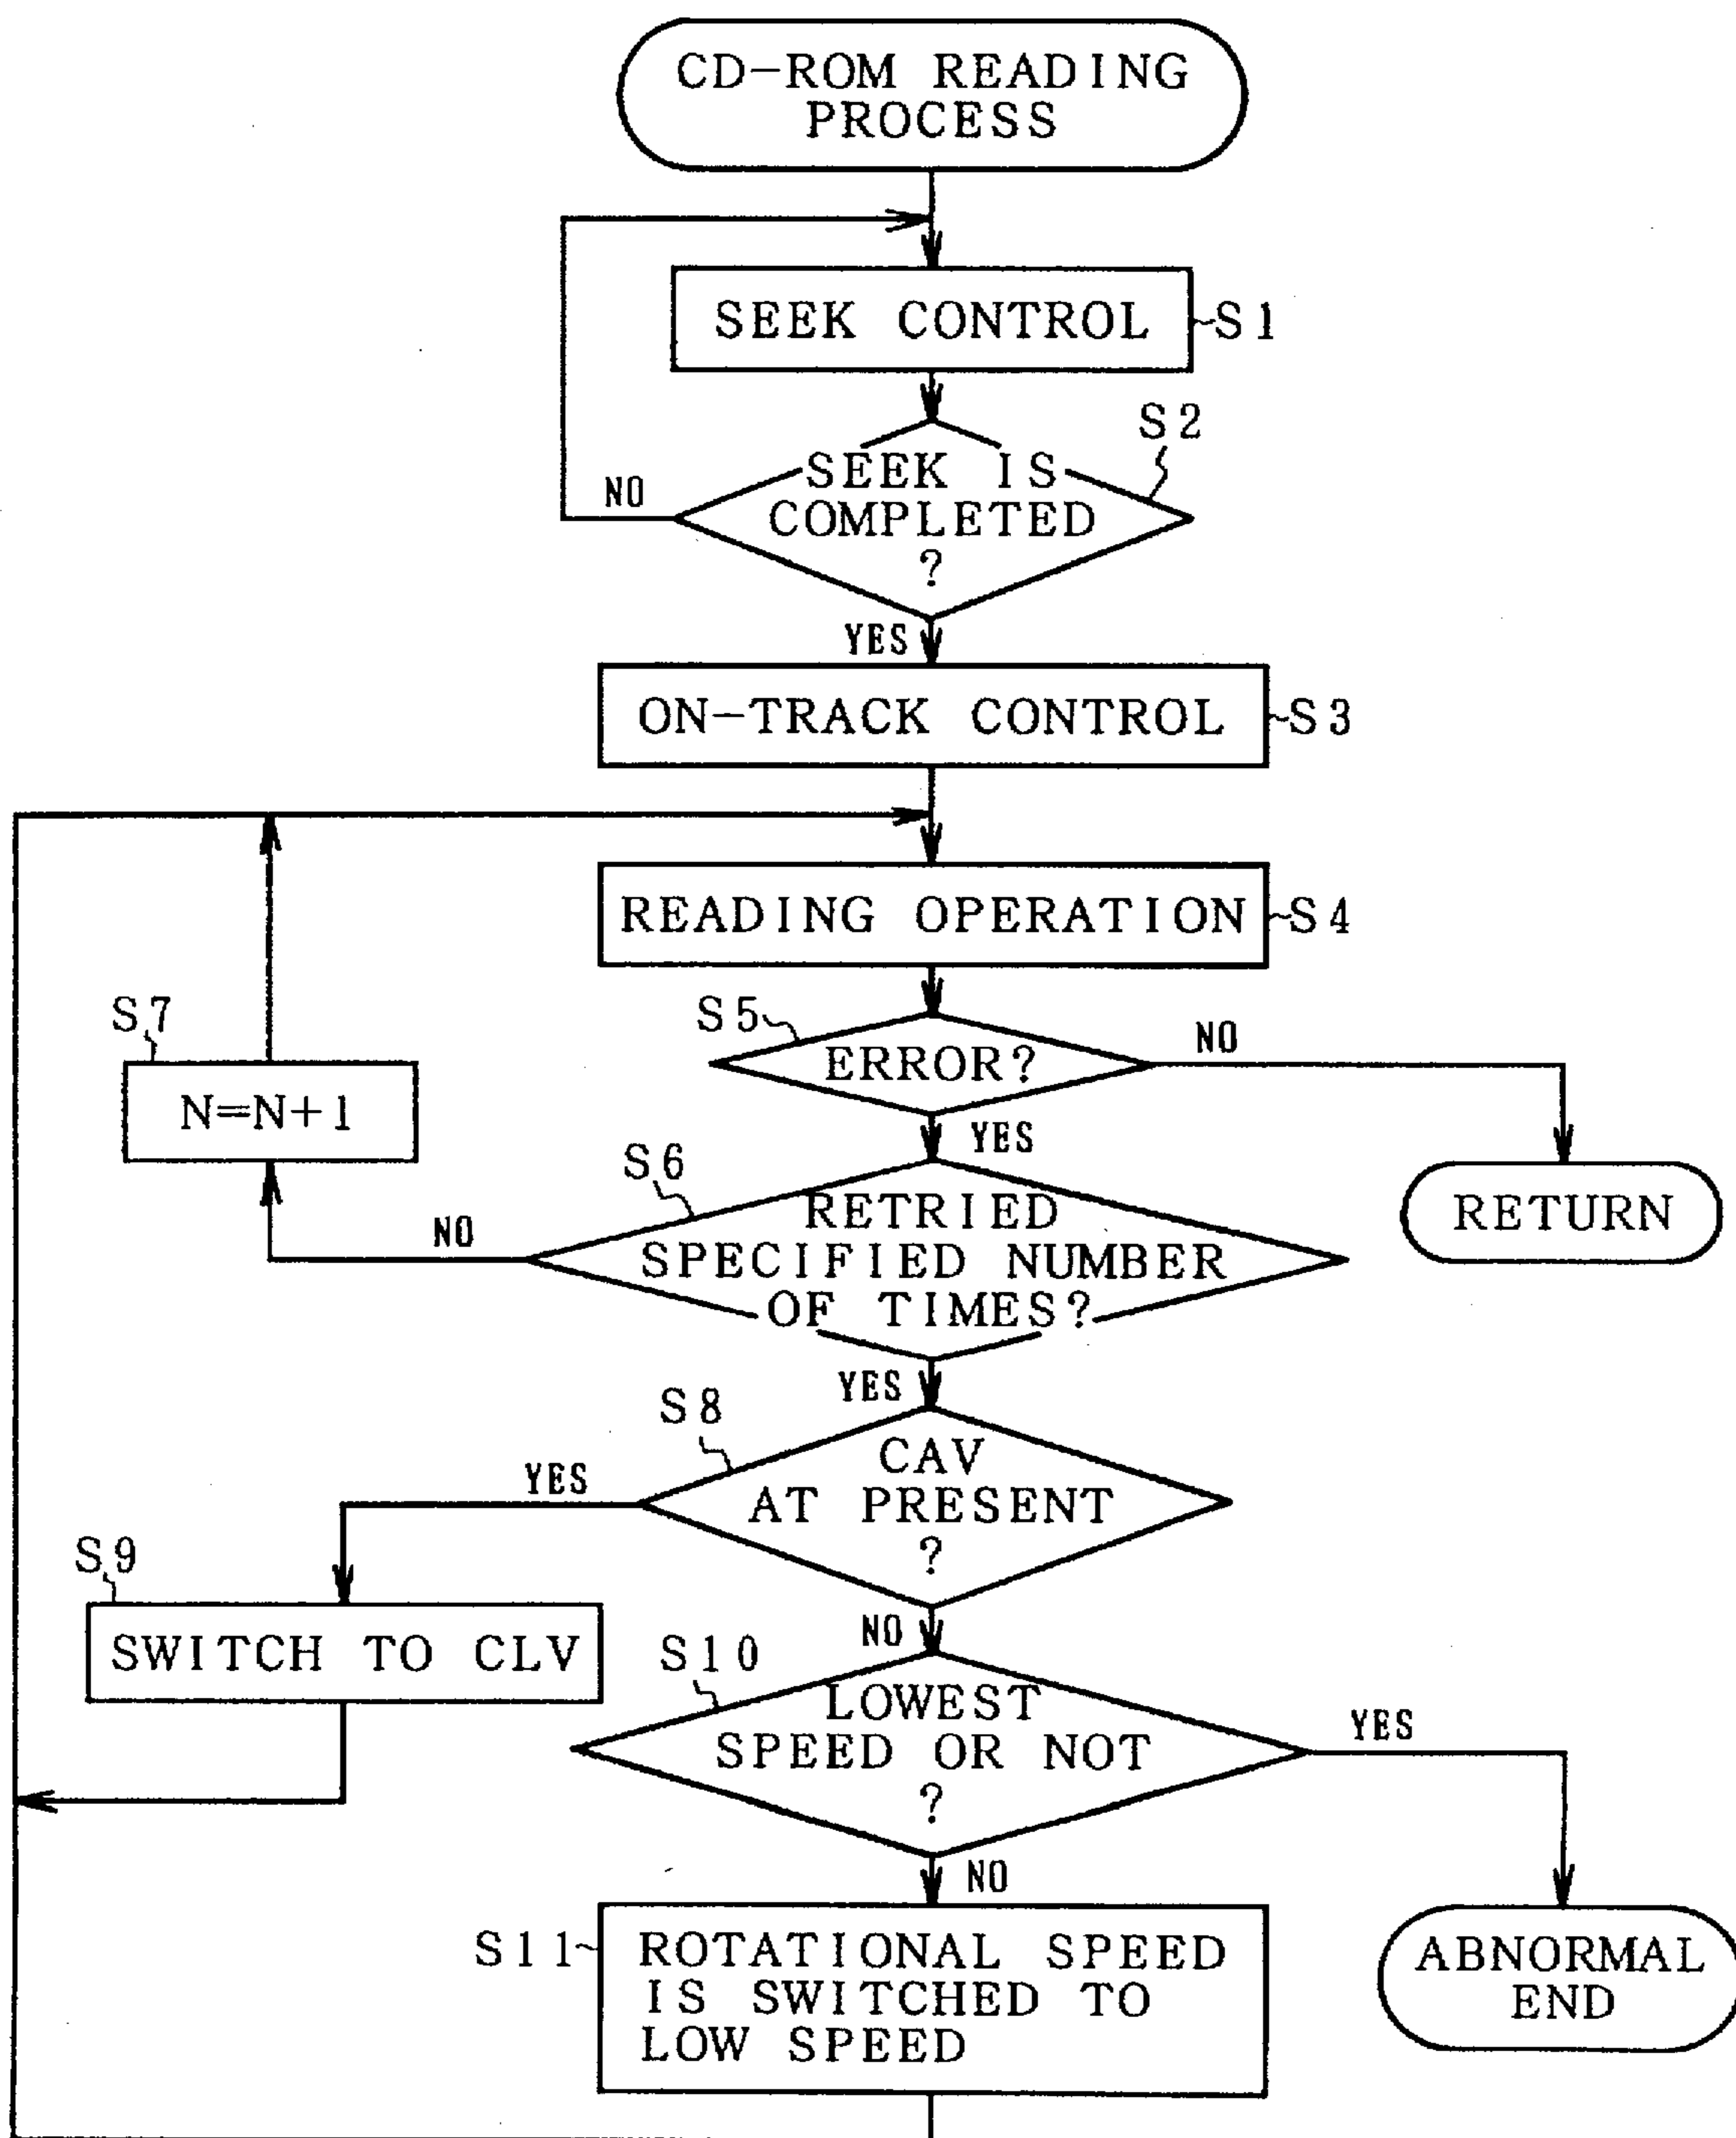 CD-ROM READING
PROCESS
SEEK CONTROL
S1
S2
SEEK IS
COMPLETED
?
NO
YES
ON-TRACK CONTROL
S3
READING OPERATION
S4
S5
ERROR?
NO
YES
RETURN
S7
N=N+1
S6
RETRIED
SPECIFIED NUMBER
OF TIMES?
NO
YES
S8
CAV
AT PRESENT
?
YES
NO
S9
SWITCH TO CLV
S10
LOWEST
SPEED OR NOT
?
YES
NO
S11
ROTATIONAL SPEED
IS SWITCHED TO
LOW SPEED
ABNORMAL
END